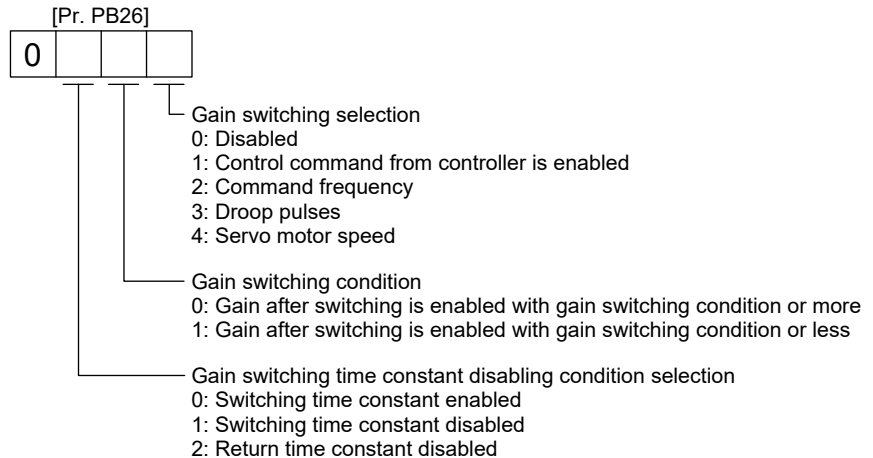 [Pr. PB26]
0
Gain switching selection
0: Disabled
1: Control command from controller is enabled
2: Command frequency
3: Droop pulses
4: Servo motor speed
Gain switching condition
0: Gain after switching is enabled with gain switching condition or more
1: Gain after switching is enabled with gain switching condition or less
Gain switching time constant disabling condition selection
0: Switching time constant enabled
1: Switching time constant disabled
2: Return time constant disabled